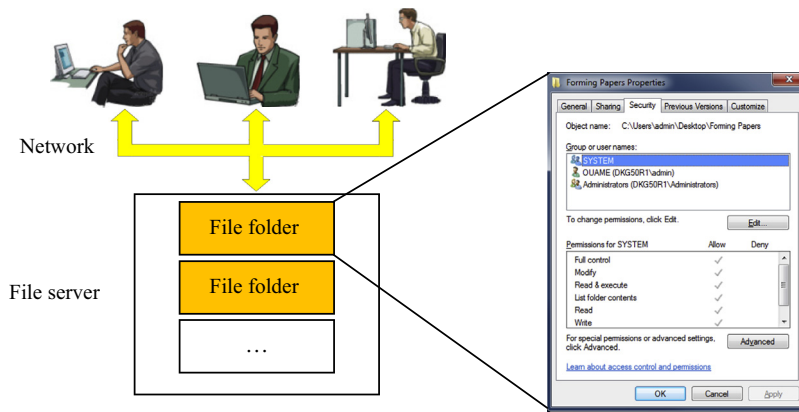 Network
File server
File folder
File folder
…
Forming Papers Properties
General Sharing Security Previous Versions Customize
Object name: C:\Users\admin\Desktop\Forming Papers
Group or user names:
SYSTEM
OUAME (DKG50R1\admin)
Administrators (DKG50R1\Administrators)
To change permissions, click Edit.
Edit...
Permissions for SYSTEM Allow Deny
Full control
Modify
Read & execute
List folder contents
Read
Write
For special permissions or advanced settings,
click Advanced.
Advanced
Learn about access control and permissions
OK Cancel Apply